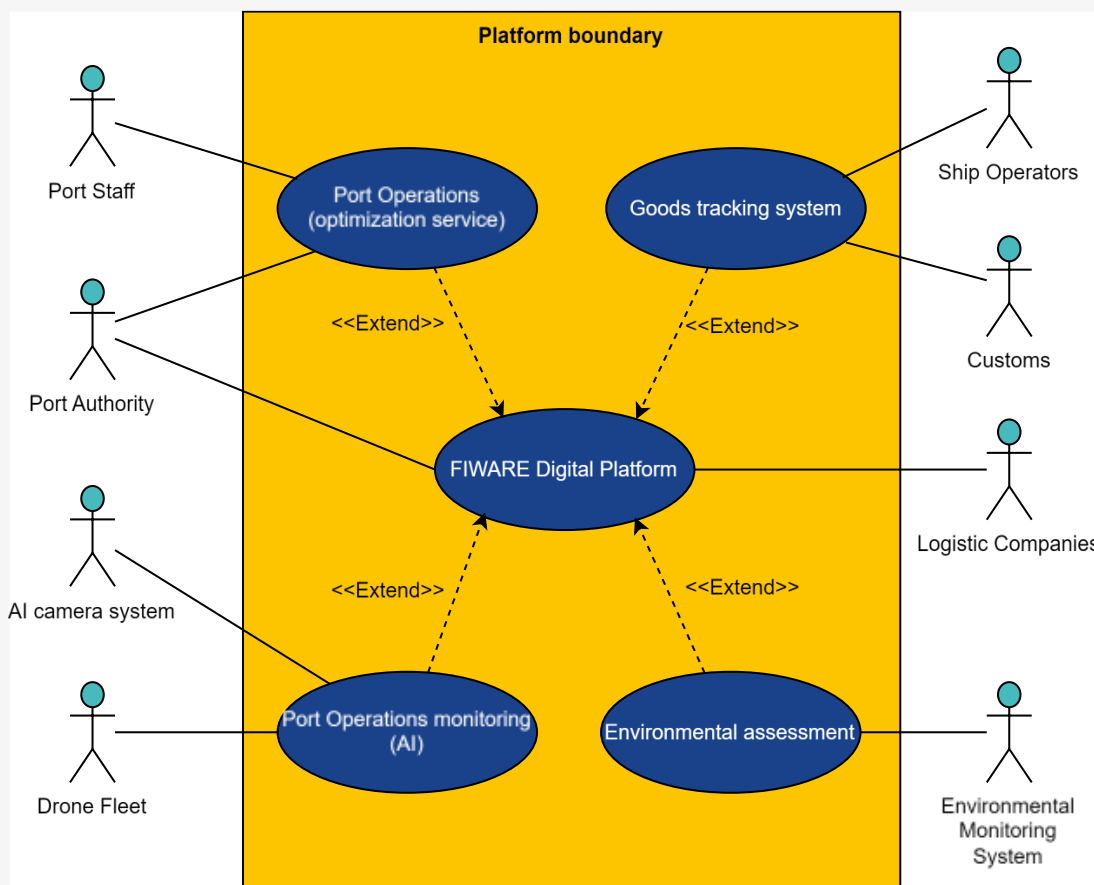 Platform boundary
Port Staff
Port Operations
(optimization service)
Goods tracking system
Ship Operators
<<Extend>>
<<Extend>>
Customs
Port Authority
FIWARE Digital Platform
Logistic Companies
AI camera system
<<Extend>>
<<Extend>>
Port Operations monitoring
(AI)
Environmental assessment
Drone Fleet
Environmental
Monitoring
System